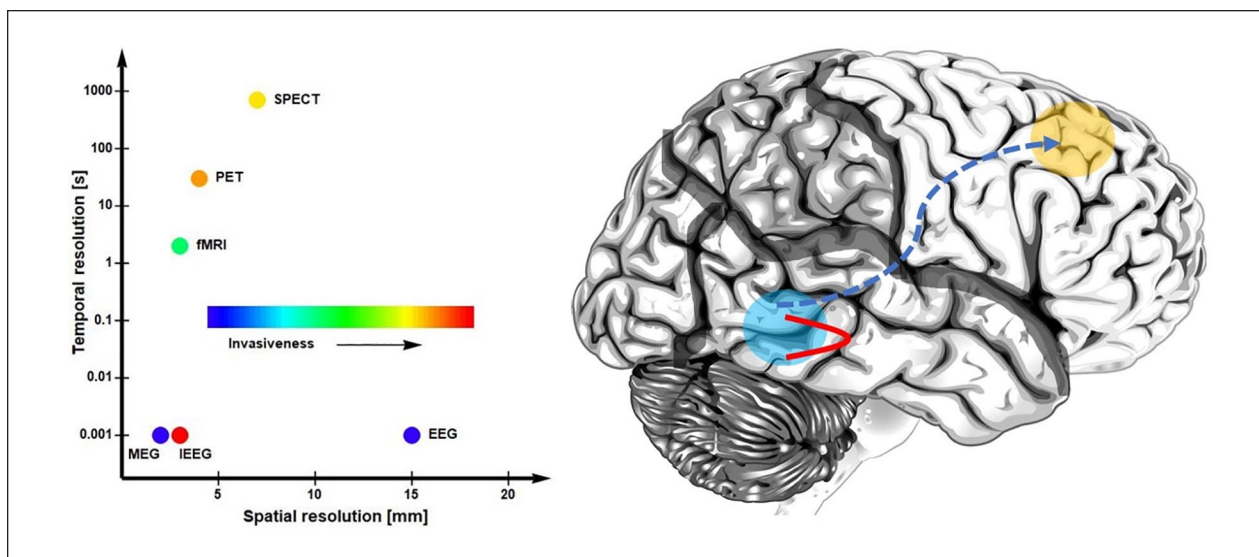 Temporal resolution [s]
1000
100
10
1
0.1
0.01
0.001
SPECT
PET
fMRI
Invasiveness
MEG
IEEG
EEG
5
10
15
20
Spatial resolution [mm]